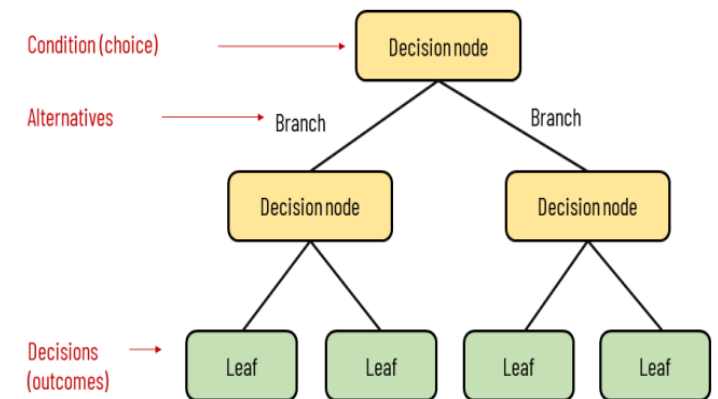 Condition (choice)
Decision node
Alternatives
Branch
Branch
Decision node
Decision node
Decisions
(outcomes)
Leaf
Leaf
Leaf
Leaf